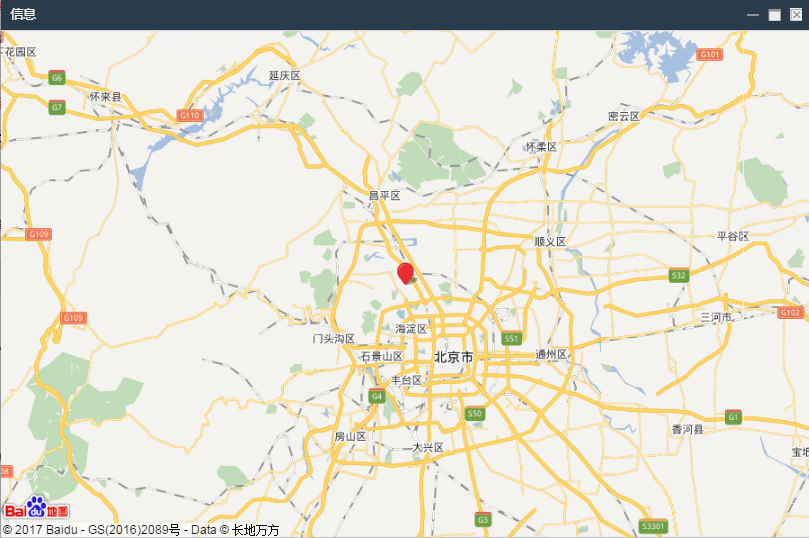 信息
下花园区
G6
怀来县
G7
G110
延庆区
G101
密云区
怀柔区
昌平区
G109
顺义区
平谷区
S32
G109
三河市
G102
海淀区
门头沟区
S51
石景山区
北京市
通州区
丰台区
G4
S50
G1
香河县
房山区
大兴区
宝坻
08
Bai du 地图
G3
S3301
© 2017 Baidu - GS(2016)2089号 - Data © 长地万方